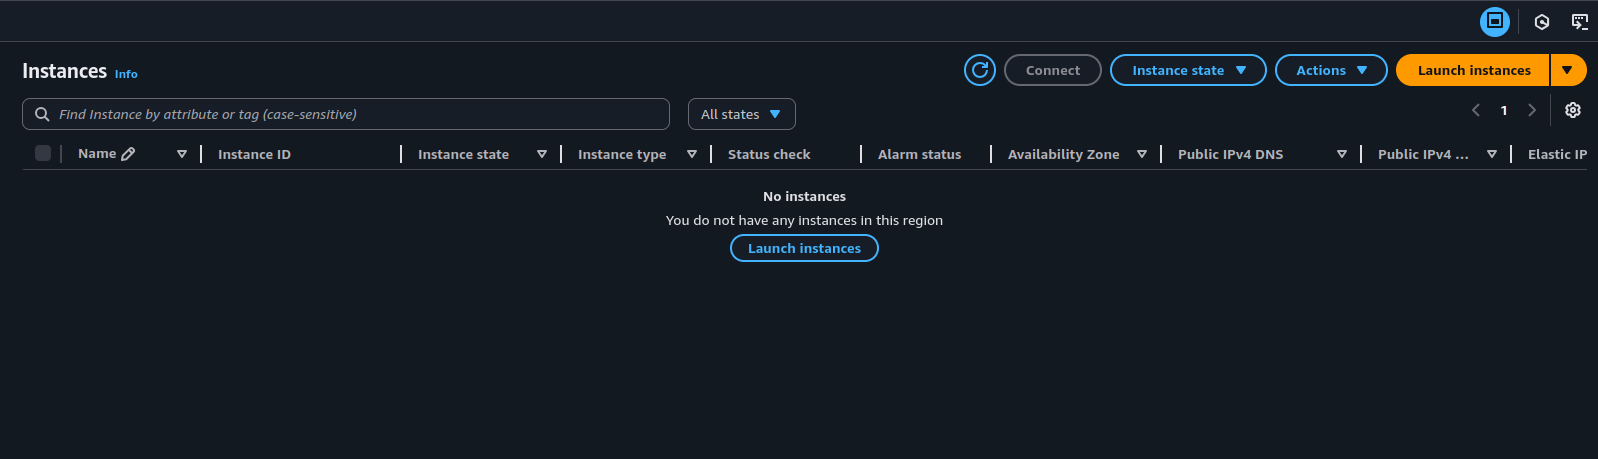 Instances Info
Connect
Instance state
Actions
Launch instances
Find Instance by attribute or tag (case-sensitive)
All states
1
Name
Instance ID
Instance state
Instance type
Status check
Alarm status
Availability Zone
Public IPv4 DNS
Public IPv4 ...
Elastic IP
No instances
You do not have any instances in this region
Launch instances